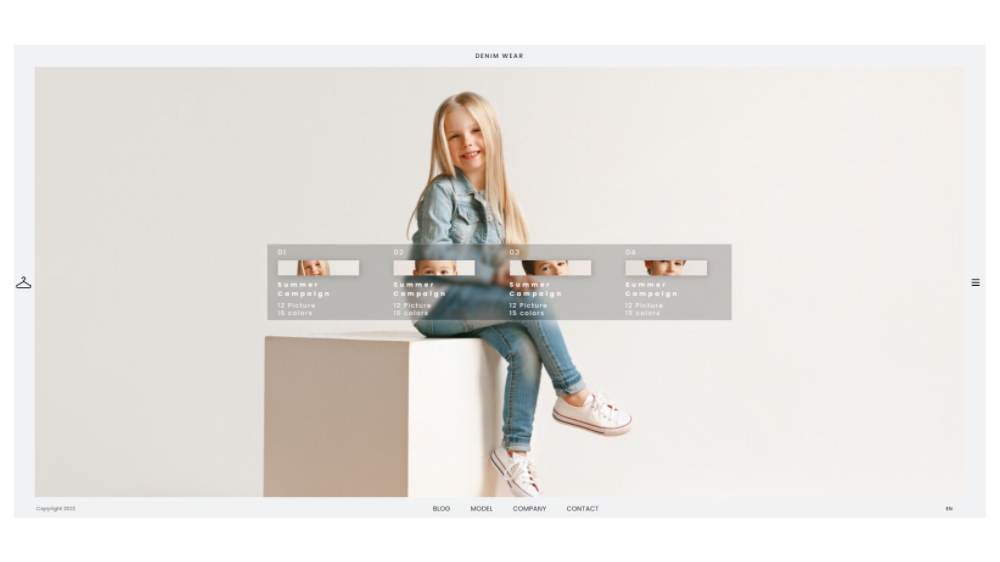 DENIM WEAR
01
Summer
Campaign
12 Picture
15 colors
02
Summer
Campaign
12 Picture
15 colors
03
Summer
Campaign
12 Picture
15 colors
04
Summer
Campaign
12 Picture
15 colors
Copyright 2022
BLOG MODEL COMPANY CONTACT
EN